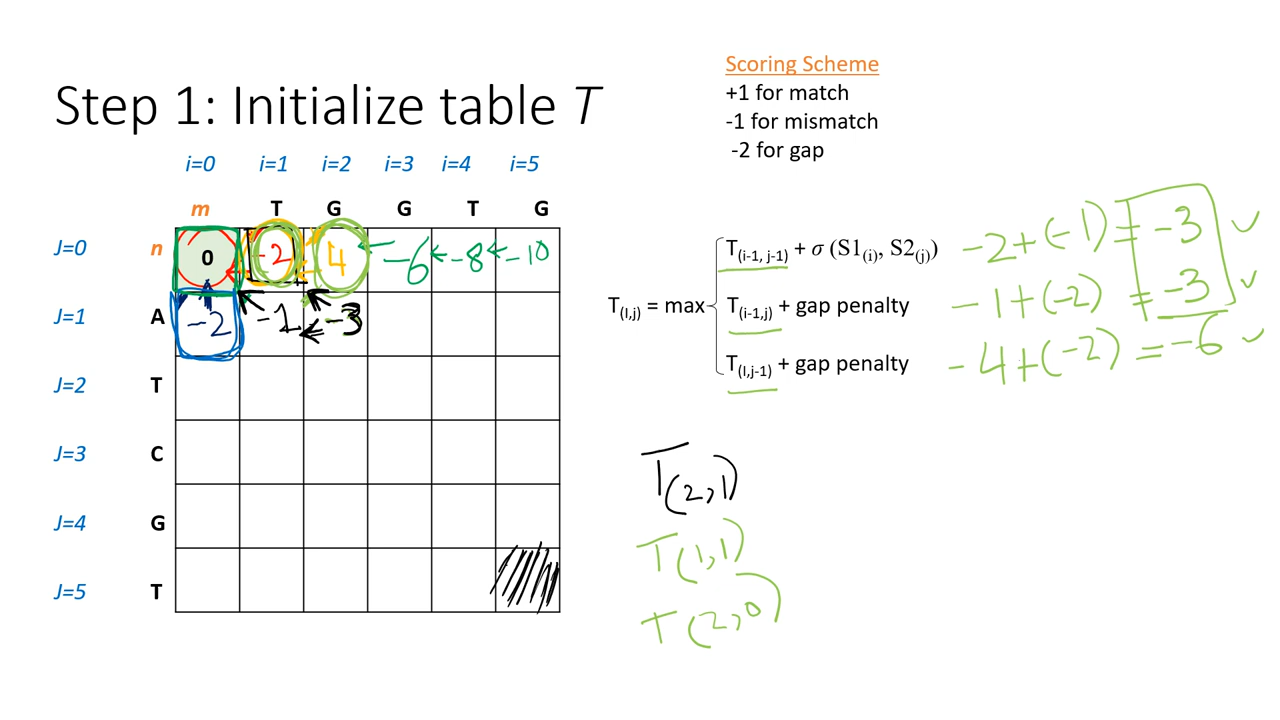 Scoring Scheme
+1 for match
-1 for mismatch
-2 for gap
Step 1: Initialize table T
i=0 i=1 i=2 i=3 i=4 i=5
m T G G T G
J=0 n 0 -2 4 -6 -8 -10
J=1 A -2 -1 -3
J=2 T
J=3 C
J=4 G
J=5 T
T(I,j) = max
T(i-1, j-1) + σ (S1(i), S2(j))
T(i-1,j) + gap penalty
T(I,j-1) + gap penalty
-2+(-1) = -3 ✓
-1+(-2) = -3 ✓
-4+(-2) = -6 ✓
T(2,1)
T(1,1)
T(2,0)